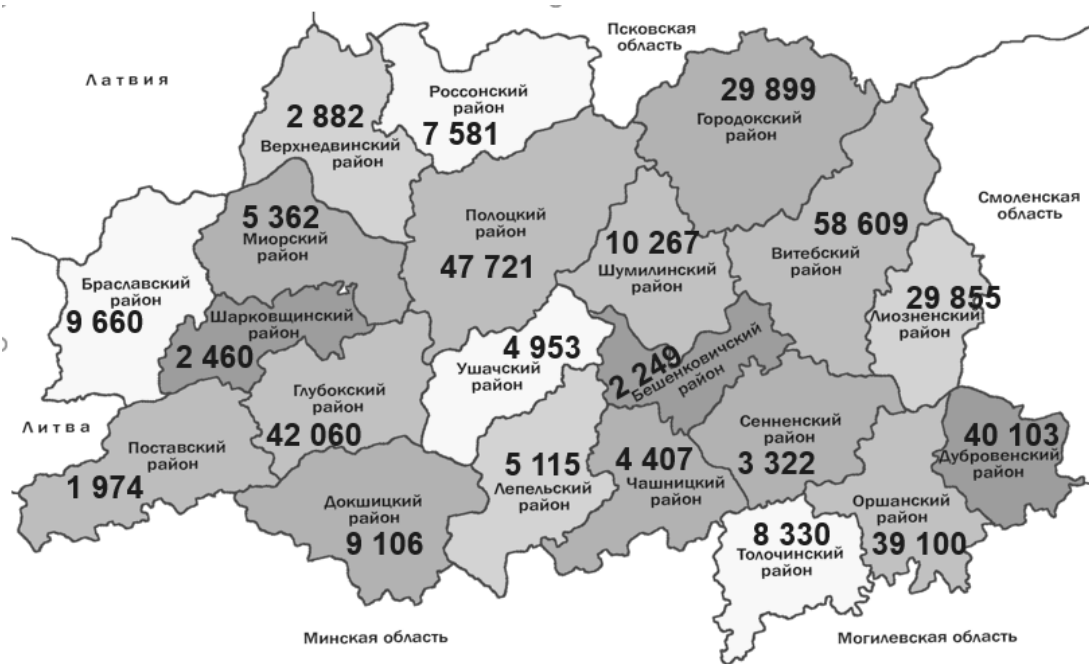 Псковская
область
Латвия
Россонский
район
7 581
29 899
Городокский
район
2 882
Верхнедвинский
район
Смоленская
область
5 362
Миорский
район
Полоцкий
район
47 721
10 267
Шумилинский
район
58 609
Витебский
район
Браславский
район
9 660
29 855
Лиозненский
район
Шарковщинский
район
2 460
4 953
Ушачский
район
2 249
Бешенковичский
район
Глубокский
район
42 060
Литва
Поставский
район
1 974
Сенненский
район
3 322
40 103
Дубровенский
район
5 115
Лепельский
район
4 407
Чашницкий
район
Докшицкий
район
9 106
Оршанский
район
39 100
8 330
Толочинский
район
Минская область
Могилевская область